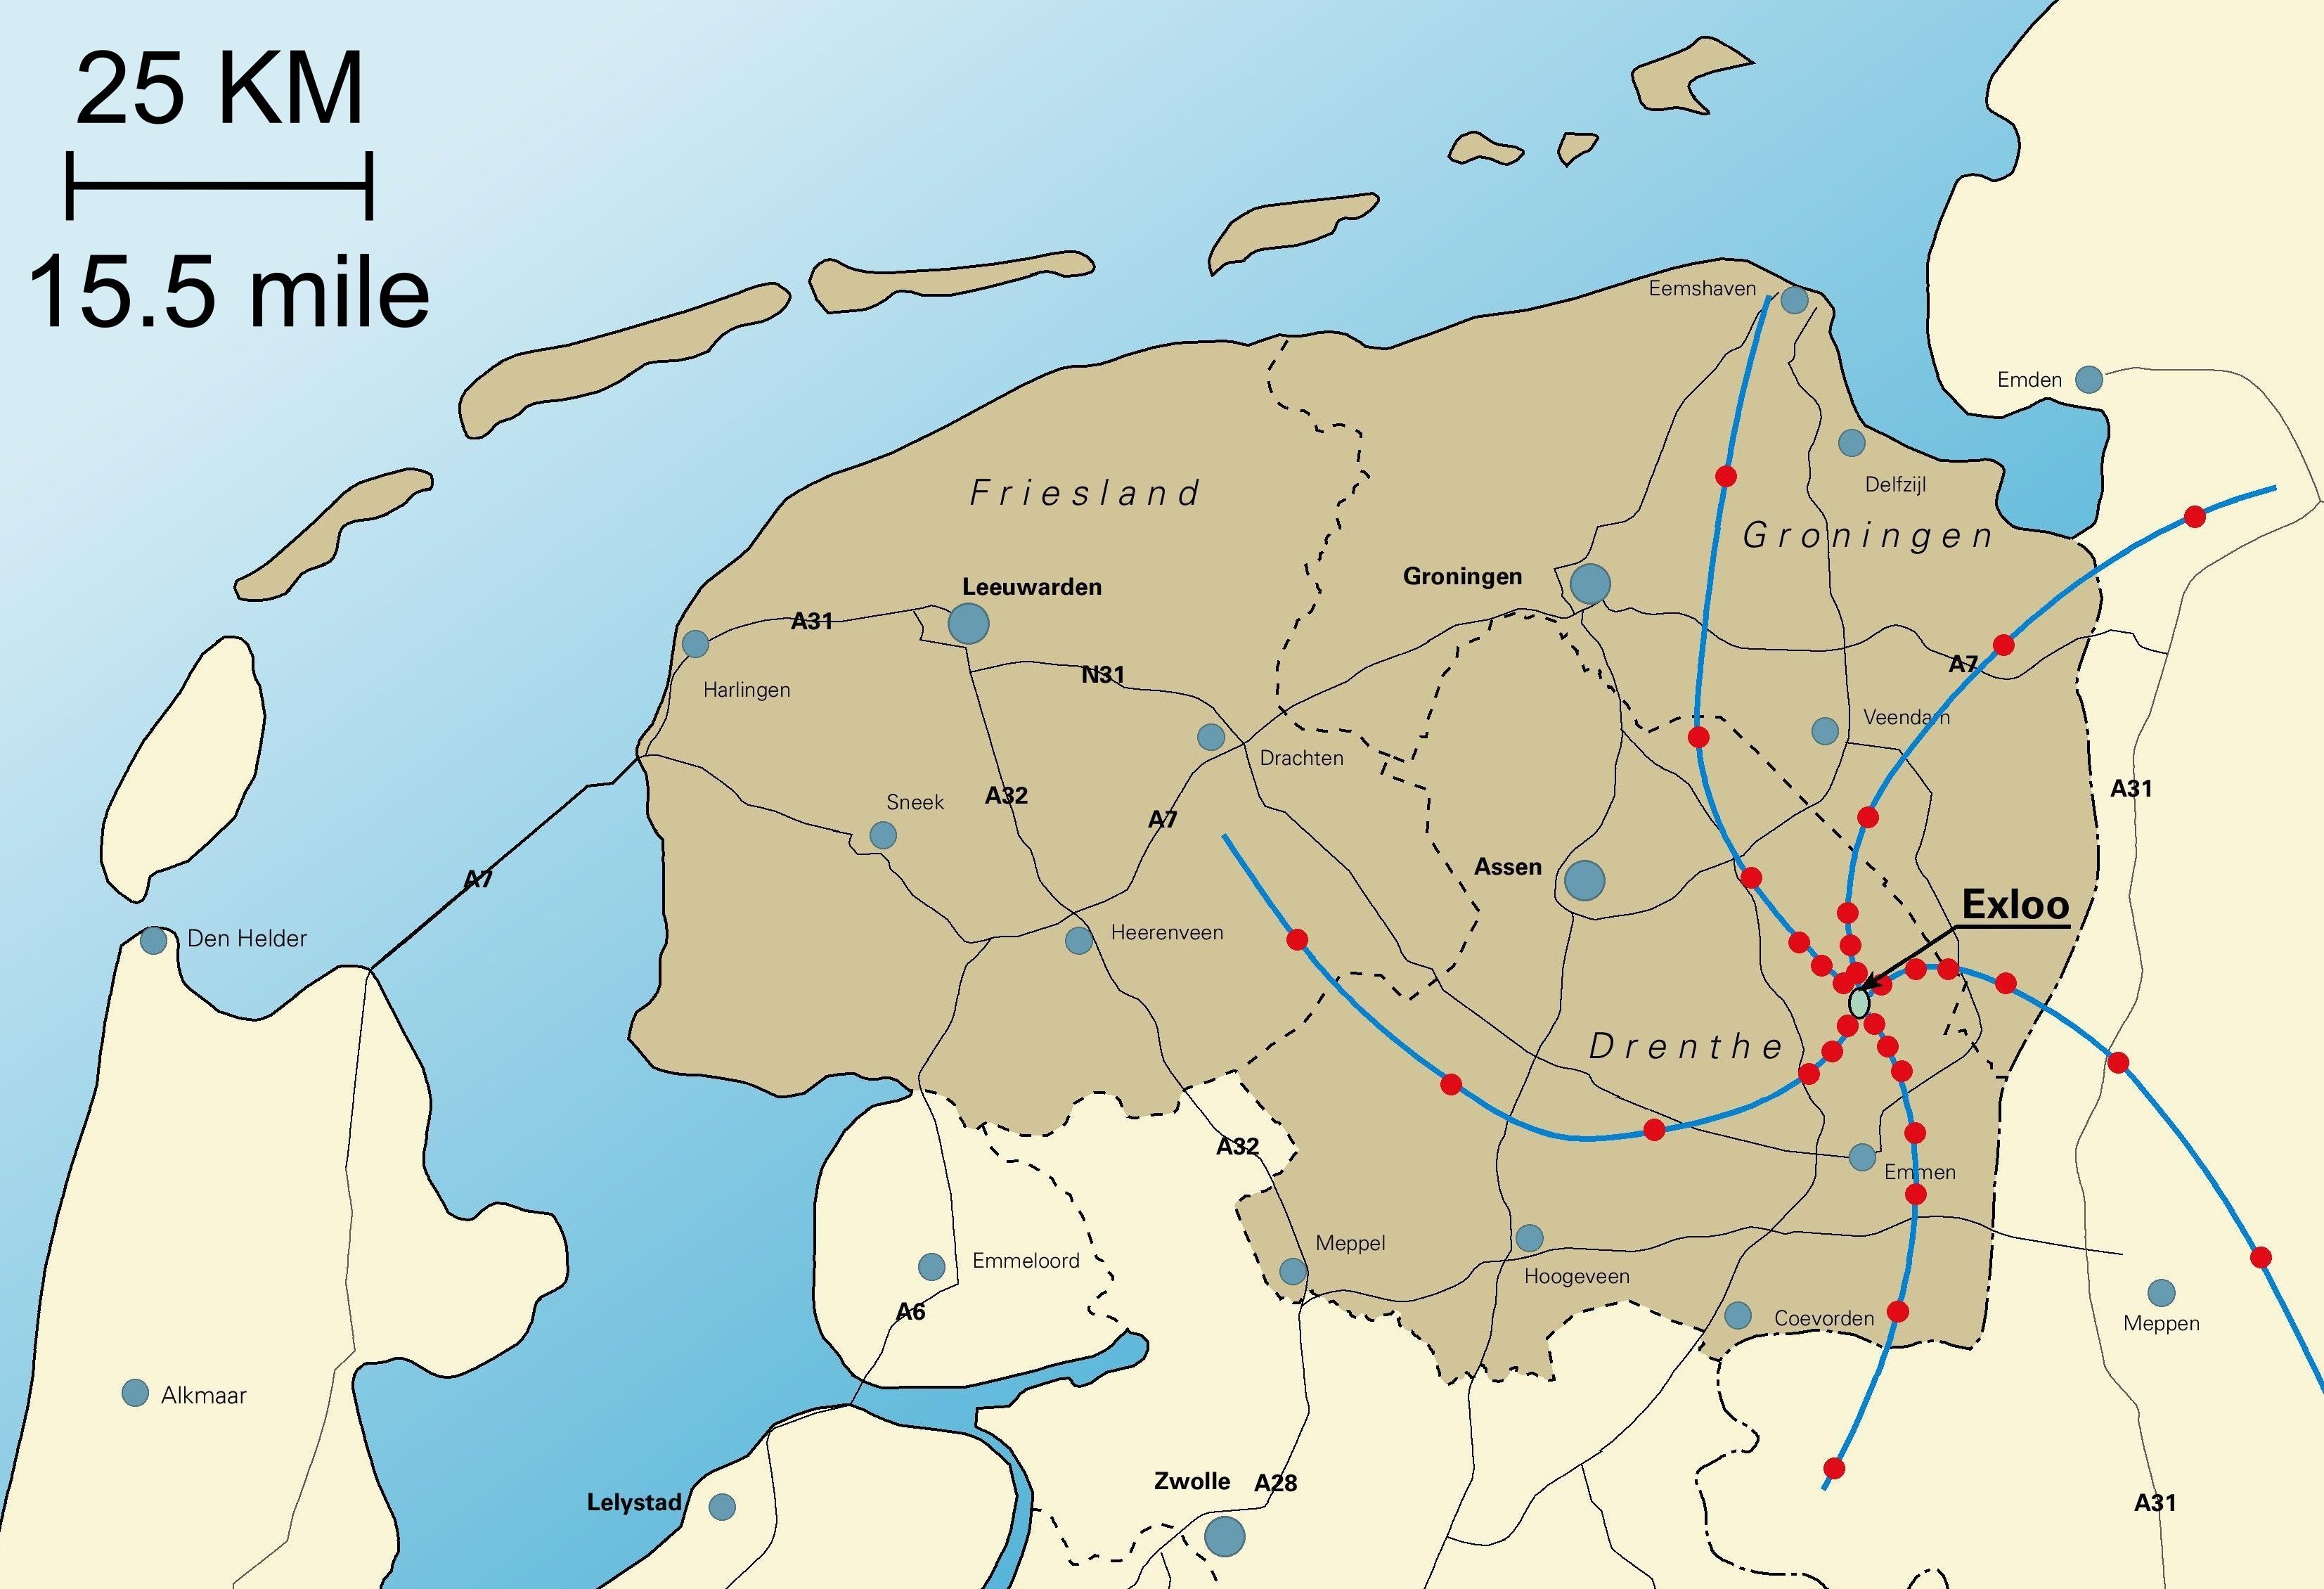 25 KM
15.5 mile
Eemshaven
Emden
Delfzijl
Friesland
Groningen
Groningen
Leeuwarden
A31
Harlingen
N31
A7
Veendam
Drachten
A31
Sneek
A32
A7
Assen
A7
Exloo
Den Helder
Heerenveen
Drenthe
A32
Emmen
Meppel
Emmeloord
Hoogeveen
A6
Coevorden
Meppen
Alkmaar
Zwolle
A28
Lelystad
A31